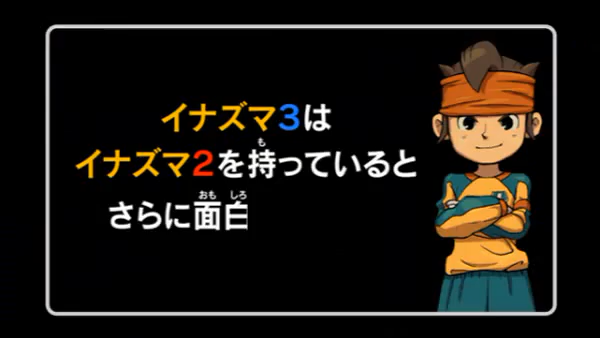 イナズマ3は
イナズマ2を持っていると
さらに面白